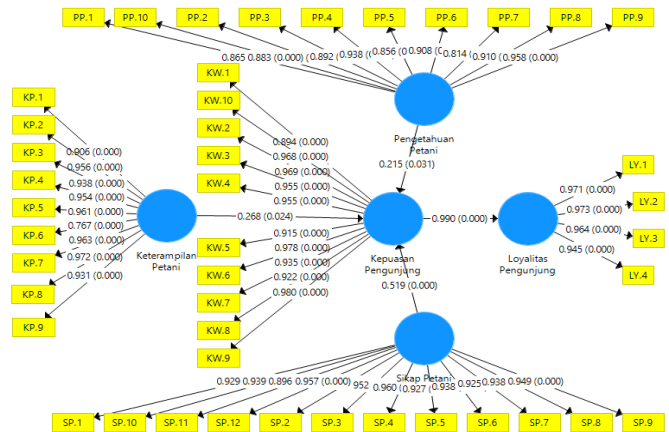 PP.1 PP.10 PP.2 PP.3 PP.4 PP.5 PP.6 PP.7 PP.8 PP.9
0.865 0.883 (0.000) 0.892 0.938 0.856 0.908 0.814 0.910 0.958 (0.000)
Pengetahuan
Petani
0.215 (0.031)
KP.1
KP.2
KP.3
KP.4
KP.5
KP.6
KP.7
KP.8
KP.9
0.906 (0.000)
0.956 (0.000)
0.938 (0.000)
0.954 (0.000)
0.961 (0.000)
0.767 (0.000)
0.963 (0.000)
0.972 (0.000)
0.931 (0.000)
Keterampilan
Petani
0.268 (0.024)
KW.1
KW.10
KW.2
KW.3
KW.4
KW.5
KW.6
KW.7
KW.8
KW.9
0.894 (0.000)
0.968 (0.000)
0.969 (0.000)
0.955 (0.000)
0.955 (0.000)
0.915 (0.000)
0.978 (0.000)
0.935 (0.000)
0.922 (0.000)
0.980 (0.000)
Kepuasan
Pengunjung
0.990 (0.000)
Loyalitas
Pengunjung
0.971 (0.000)
0.973 (0.000)
0.964 (0.000)
0.945 (0.000)
LY.1
LY.2
LY.3
LY.4
0.519 (0.000)
Sikap Petani
0.929 0.939 0.896 0.957 (0.000) 952 0.960 0.927 0.938 0.925 0.938 0.949 (0.000)
SP.1 SP.10 SP.11 SP.12 SP.2 SP.3 SP.4 SP.5 SP.6 SP.7 SP.8 SP.9